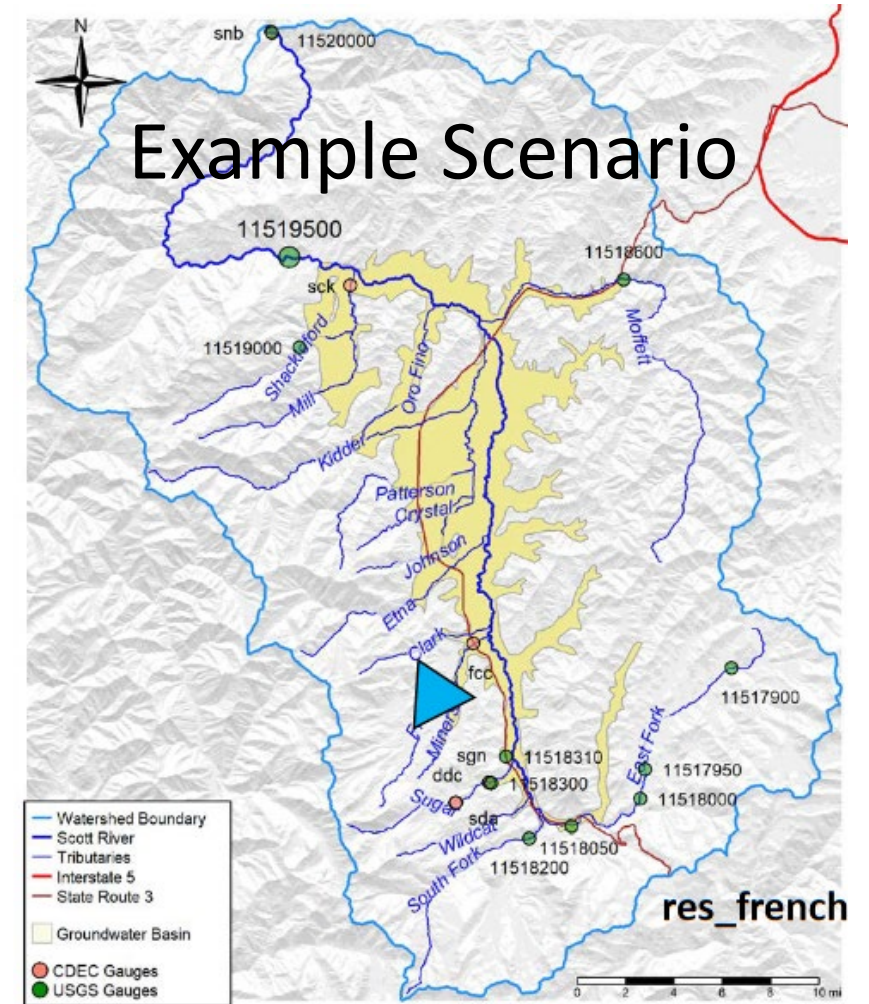 N
snb
11520000
Example Scenario
11519500
11518600
sck
Moffett
11519000
Shackleford
Oro Fino
Mill
Kidder
Patterson
Crystal
Johnson
Etna
Clark
fcc
11517900
Miners
East Fork
sgn
11518310
ddc
11518300
11517950
Sugar
11518000
sda
Wildcat
11518050
11518200
South Fork
Watershed Boundary
Scott River
Tributaries
Interstate 5
State Route 3
Groundwater Basin
CDEC Gauges
USGS Gauges
res_french
0 2 4 6 8 10 mi